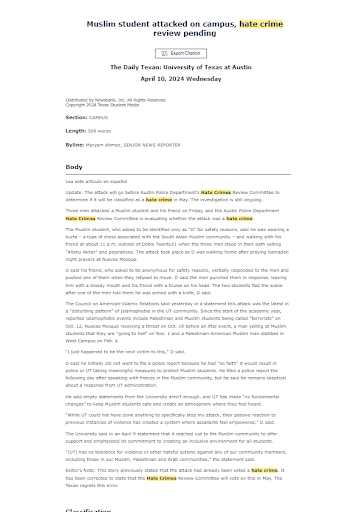 Muslim student attacked on campus, hate crime
review pending
Export Citation
The Daily Texan: University of Texas at Austin
April 10, 2024 Wednesday
Distributed by Newsbank, Inc. All Rights Reserved
Copyright 2024 Texas Student Media
Section: CAMPUS
Length: 509 words
Byline: Maryam Ahmed, SENIOR NEWS REPORTER
Body
Lea este artículo en español
Update: The attack will go before Austin Police Department's Hate Crimes Review Committee to
determine if it will be classified as a hate crime in May. The investigation is still ongoing.
Three men attacked a Muslim student and his friend on Friday, and the Austin Police Department
Hate Crimes Review Committee is evaluating whether the attack was a hate crime.
The Muslim student, who asked to be identified only as "D" for safety reasons, said he was wearing a
kurta – a type of dress associated with the South Asian Muslim community – and walking with his
friend at about 11 p.m. outside of Dobie Twenty21 when the three men stood in their path yelling
"Allahu Akbar" and pejoratives. The attack took place as D was walking home after praying Ramadan
night prayers at Nueces Mosque.
D said his friend, who asked to be anonymous for safety reasons, verbally responded to the men and
pushed one of them when they refused to move. D said the men punched them in response, leaving
him with a bloody mouth and his friend with a bruise on his head. The two students fled the scene
after one of the men told them he was armed with a knife, D said.
The Council on American-Islamic Relations said yesterday in a statement this attack was the latest in
a "disturbing pattern" of Islamophobia in the UT community. Since the start of the academic year,
reported Islamophobic events include Palestinian and Muslim students being called "terrorists" on
Oct. 12, Nueces Mosque receiving a threat on Oct. 19 before an iftar event, a man yelling at Muslim
students that they are "going to hell" on Nov. 1 and a Palestinian-American Muslim man stabbed in
West Campus on Feb. 4.
"I just happened to be the next victim to this," D said.
D said he initially did not want to file a police report because he had "no faith" it would result in
police or UT taking meaningful measures to protect Muslim students. He filed a police report the
following day after speaking with friends in the Muslim community, but he said he remains skeptical
about a response from UT administration.
He said empty statements from the University aren't enough, and UT has made "no fundamental
changes" to keep Muslim students safe and create an atmosphere where they feel heard.
"While UT could not have done anything to specifically stop my attack, their passive reaction to
previous instances of violence has created a system where assailants feel empowered," D said.
The University said in an April 9 statement that it reached out to the Muslim community to offer
support and emphasized its commitment to creating an inclusive environment for all students.
"[UT] has no tolerance for violence or other hateful actions against any of our community members,
including those in our Muslim, Palestinian and Arab communities," the statement said.
Editor's Note: This story previously stated that the attack had already been voted a hate crime. It
has been corrected to state that the Hate Crimes Review Committee will vote on this in May. The
Texan regrets this error.
Classification